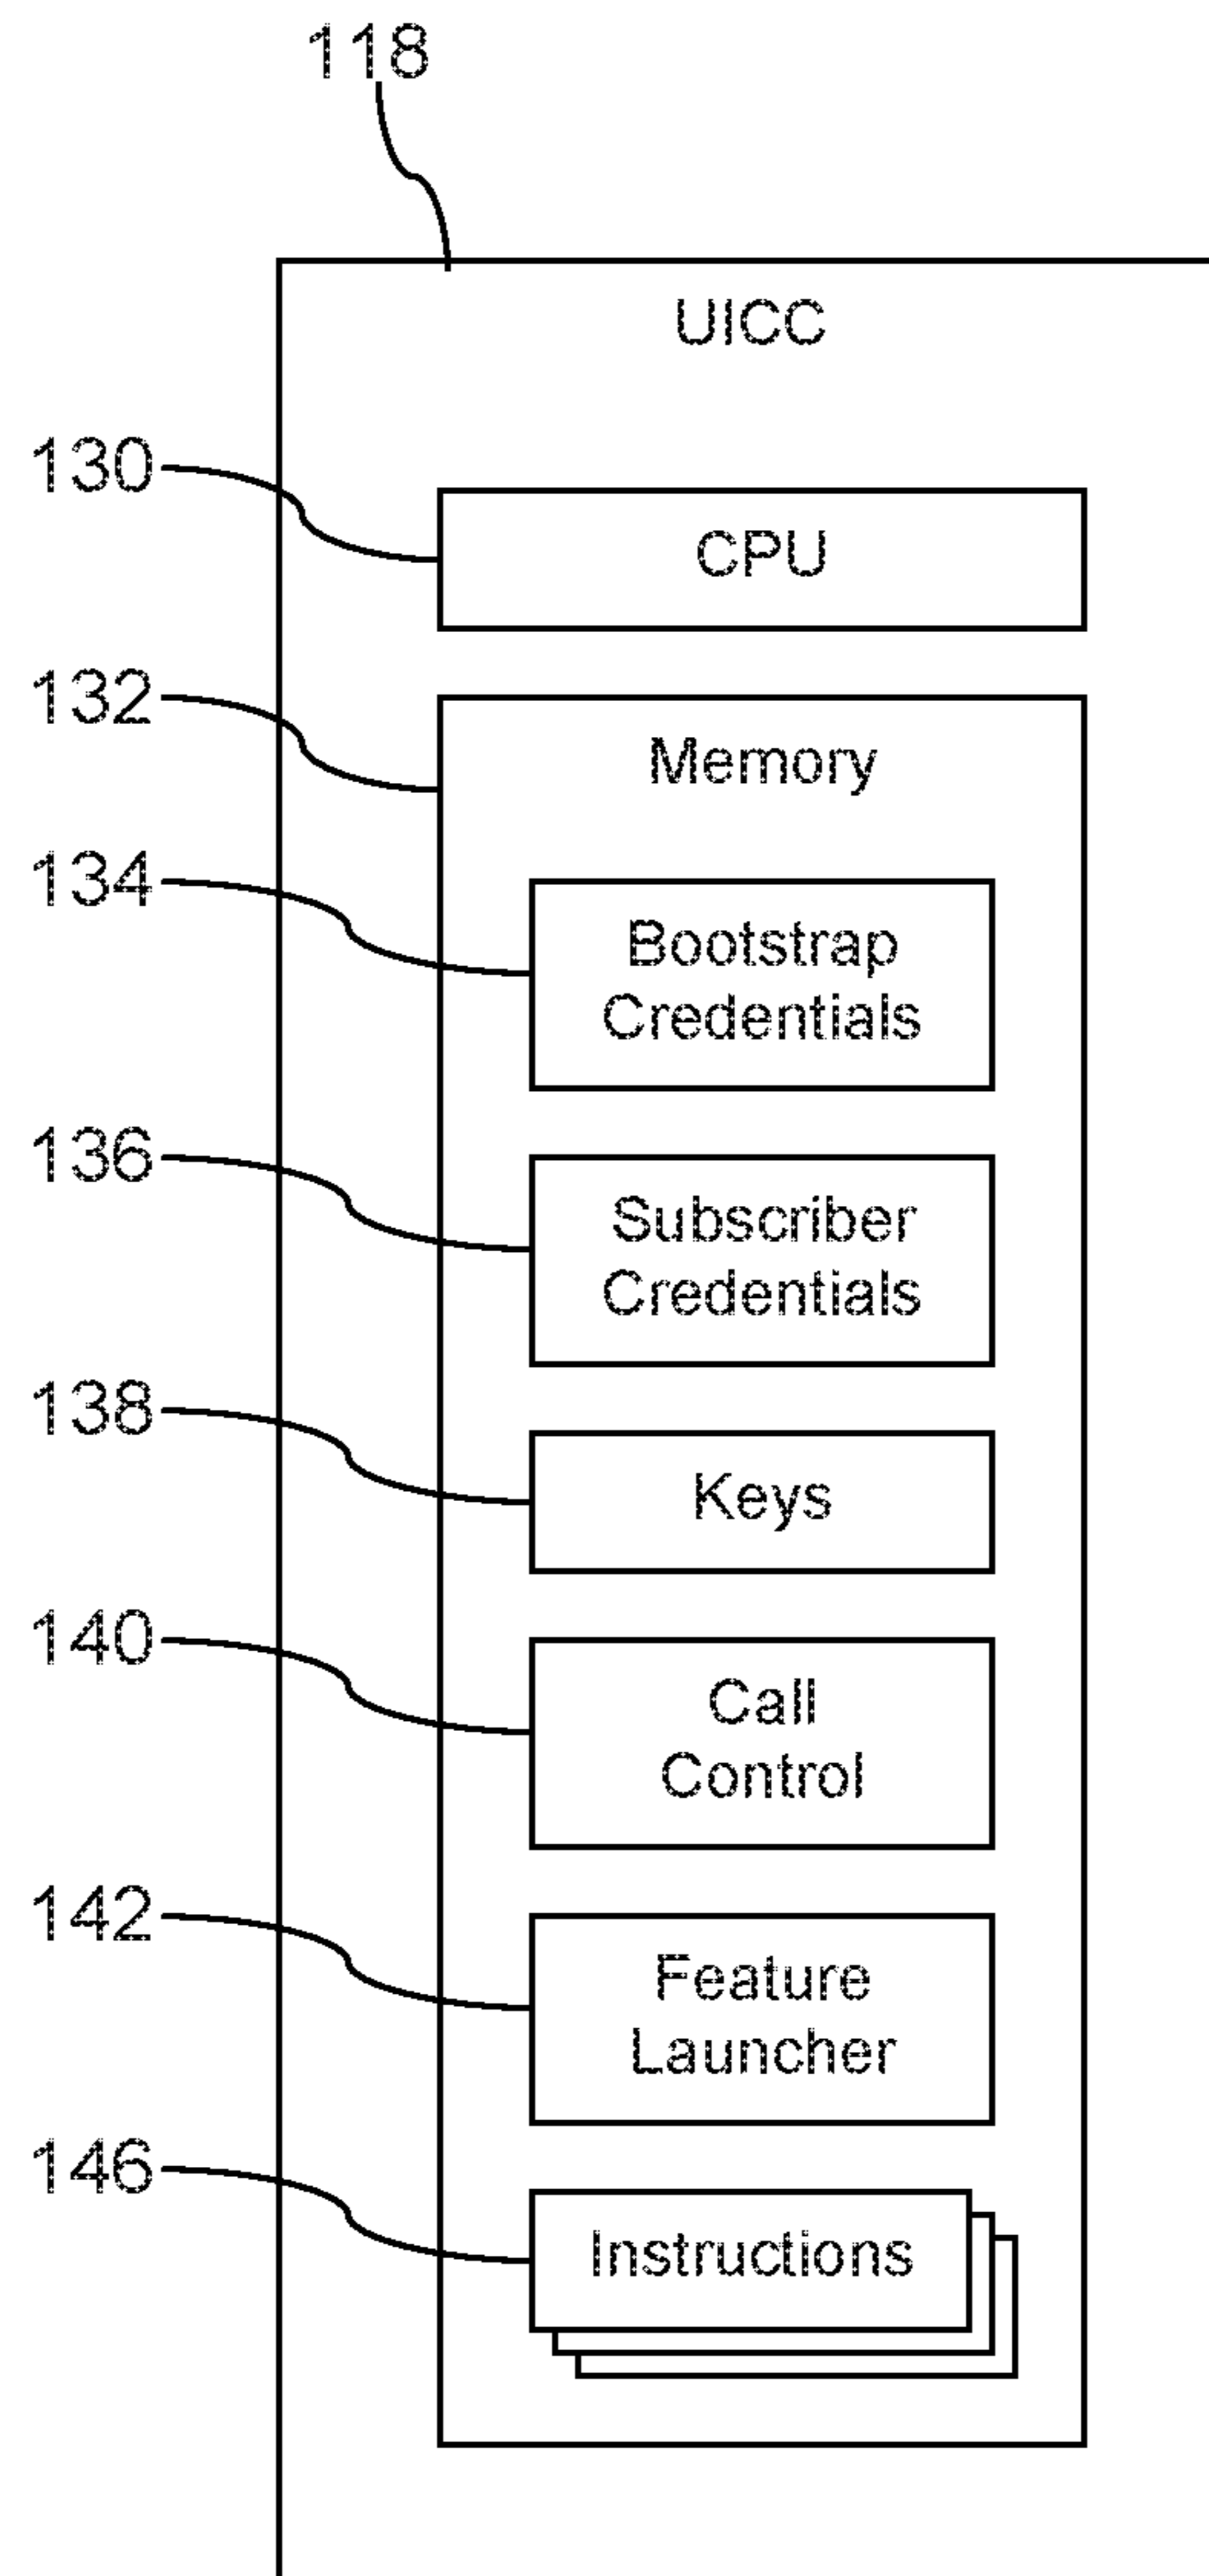 118
UICC
130
CPU
132
Memory
134
Bootstrap
Credentials
136
Subscriber
Credentials
138
Keys
140
Call
Control
142
Feature
Launcher
146
Instructions